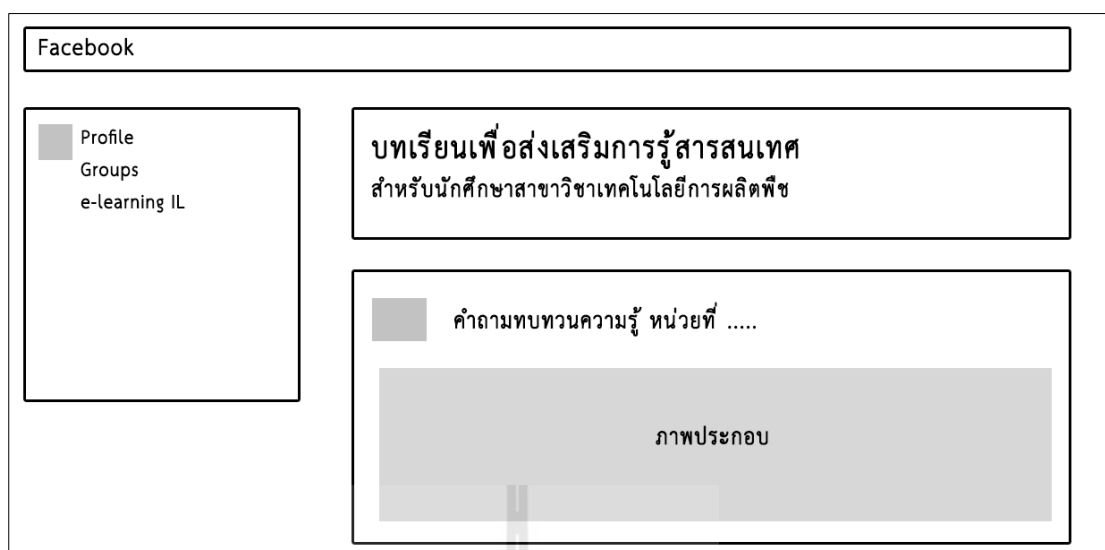 Facebook
Profile
Groups
e-learning IL
บทเรียนเพื่อส่งเสริมการรู้สารสนเทศ
สำหรับนักศึกษาสาขาวิชาเทคโนโลยีการผลิตพืช
คำถามทบทวนความรู้ หน่วยที่ .....
ภาพประกอบ